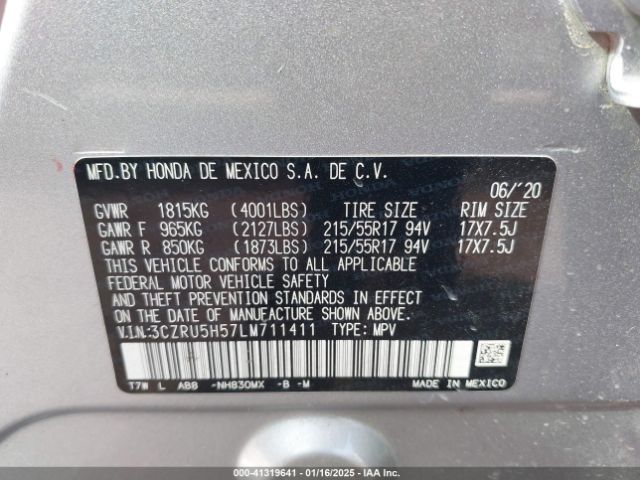 MFD.BY HONDA DE MEXICO S.A. DE C.V.
06/'20
GVWR 1815KG (4001LBS) TIRE SIZE RIM SIZE
GAWR F 965KG (2127LBS) 215/55R17 94V 17X7.5J
GAWR R 850KG (1873LBS) 215/55R17 94V 17X7.5J
THIS VEHICLE CONFORMS TO ALL APPLICABLE
FEDERAL MOTOR VEHICLE SAFETY
AND THEFT PREVENTION STANDARDS IN EFFECT
ON THE DATE OF MANUFACTURE SHOWN ABOVE.
V.I.N.:3CZRU5H57LM711411 TYPE: MPV
T7W L ABB -NH830MX -B -M
MADE IN MEXICO
000-41319641 - 01/16/2025 - IAA Inc.